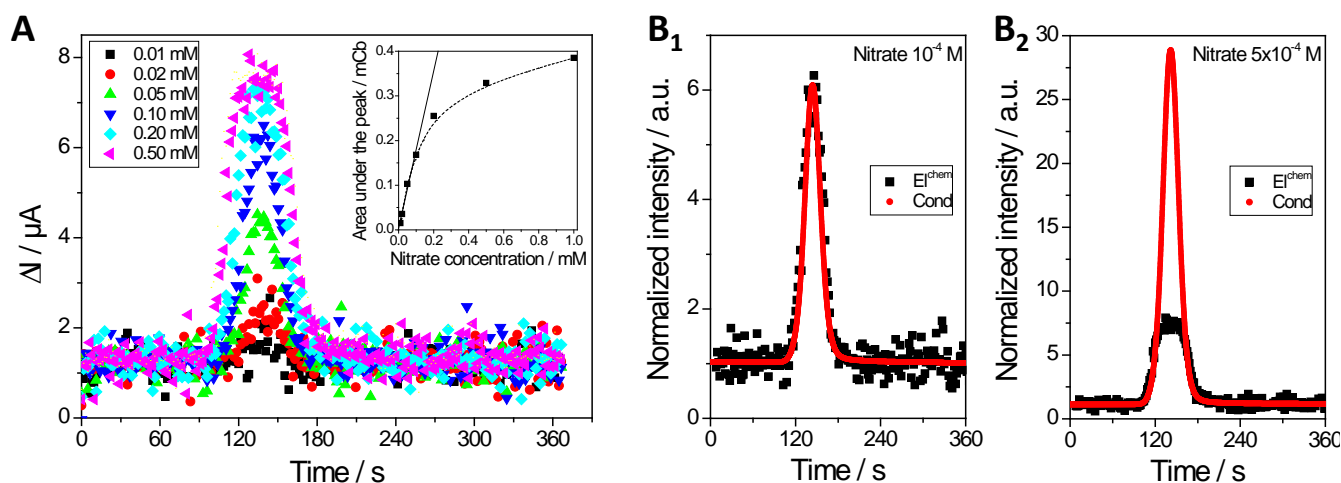 A
8
6
4
2
0
ΔI / μA
0.01 mM
0.02 mM
0.05 mM
0.10 mM
0.20 mM
0.50 mM
0 60 120 180 240 300 360
Time / s
0.4
0.3
0.2
0.1
0.0
Area under the peak / mCb
0.0 0.2 0.4 0.6 0.8 1.0
Nitrate concentration / mM
B1
Nitrate 10⁻⁴ M
6
4
2
0
Normalized intensity / a.u.
El^chem
Cond
0 120 240 360
Time / s
B2
Nitrate 5x10⁻⁴ M
30
25
20
15
10
5
0
Normalized intensity / a.u.
El^chem
Cond
0 120 240 360
Time / s